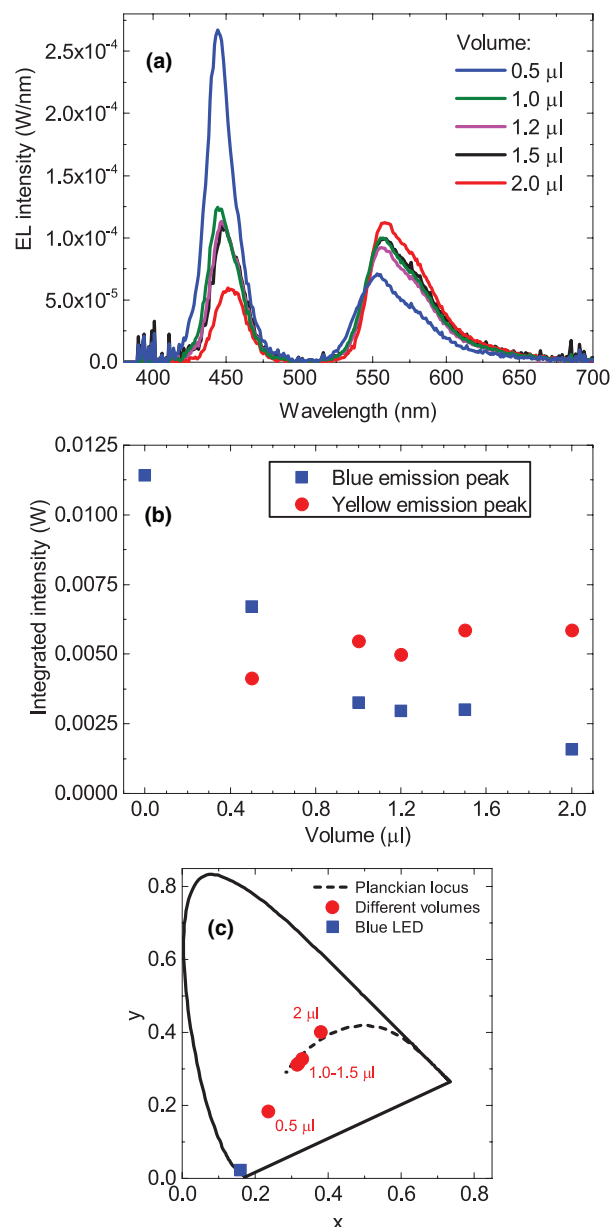 (a)
Volume:
0.5 μl
1.0 μl
1.2 μl
1.5 μl
2.0 μl
EL intensity (W/nm)
2.5x10⁻⁴
2.0x10⁻⁴
1.5x10⁻⁴
1.0x10⁻⁴
5.0x10⁻⁵
0.0
400 450 500 550 600 650 700
Wavelength (nm)
(b)
Blue emission peak
Yellow emission peak
Integrated intensity (W)
0.0125
0.0100
0.0075
0.0050
0.0025
0.0000
0.0 0.4 0.8 1.2 1.6 2.0
Volume (μl)
(c)
Planckian locus
Different volumes
Blue LED
y
0.8
0.6
0.4
0.2
0.0
2 μl
1.0-1.5 μl
0.5 μl
0.0 0.2 0.4 0.6 0.8
x